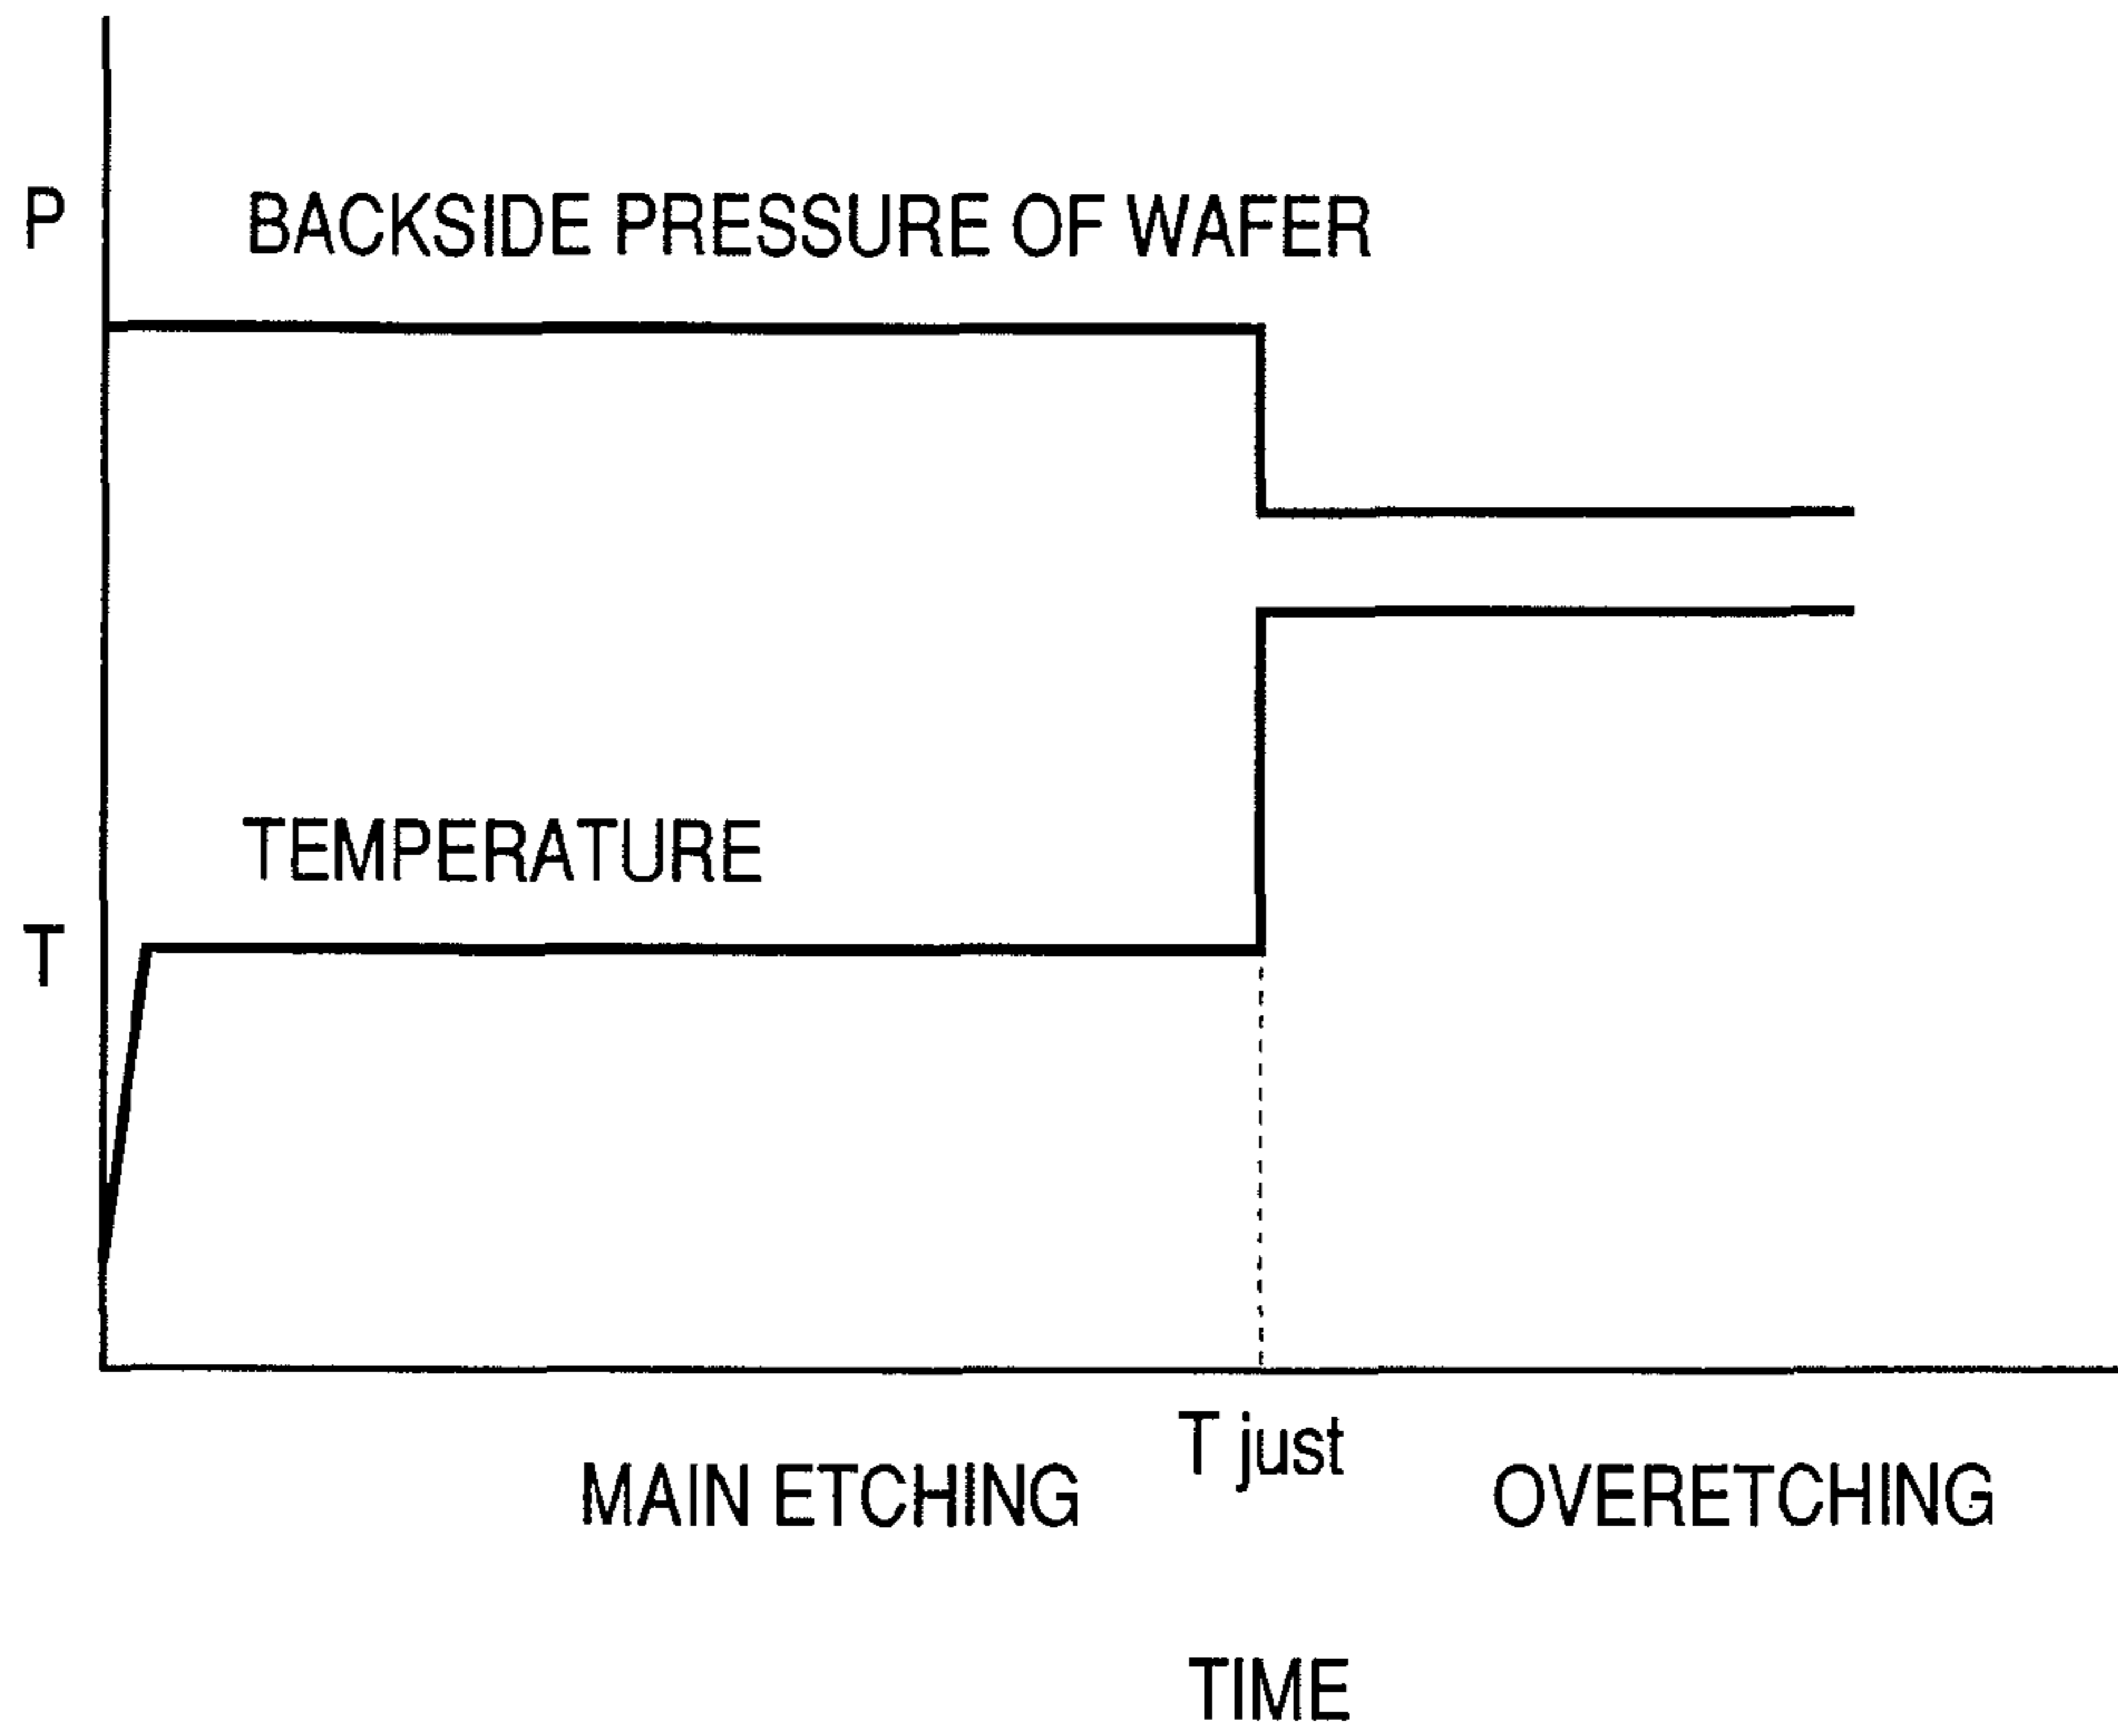 P
BACKSIDE PRESSURE OF WAFER
TEMPERATURE
T
T just
MAIN ETCHING
OVERETCHING
TIME